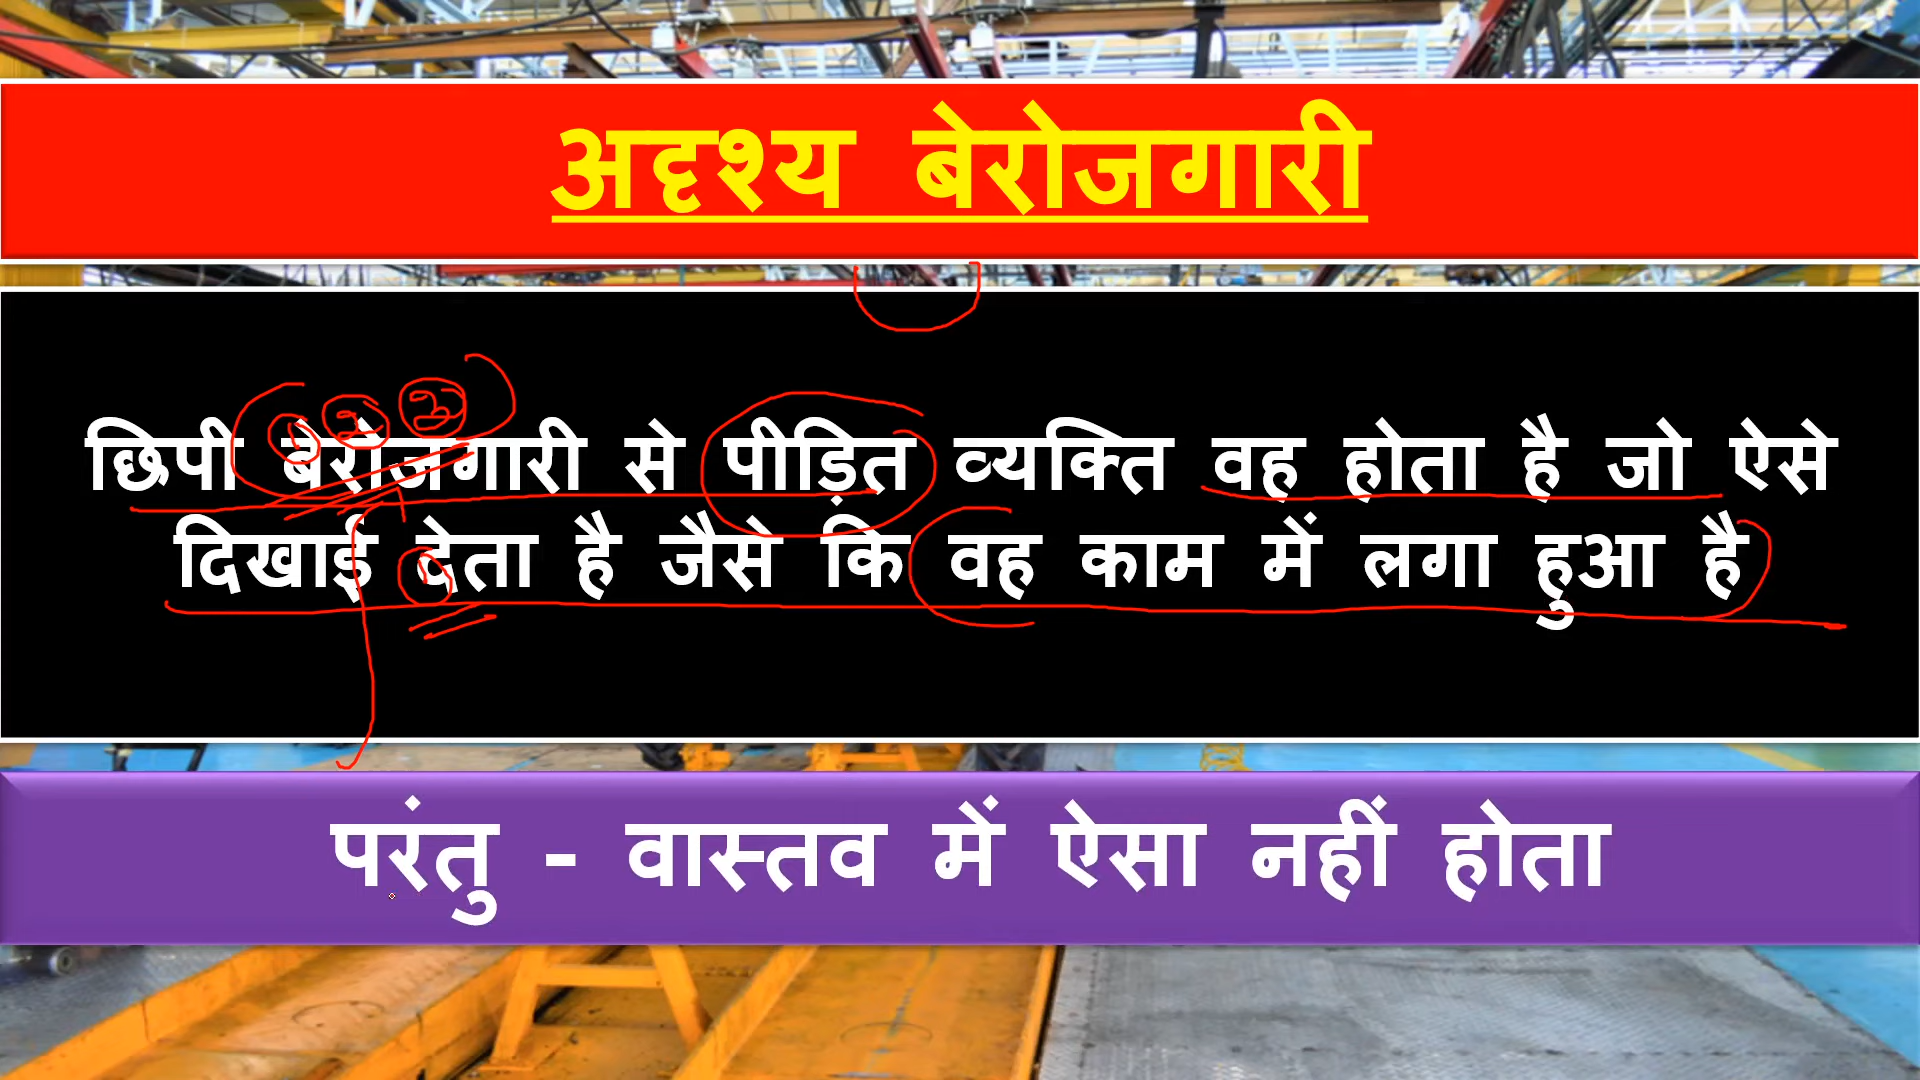 अदृश्य बेरोजगारी
छिपी बेरोजगारी से पीड़ित व्यक्ति वह होता है जो ऐसे
दिखाई देता है जैसे कि वह काम में लगा हुआ है
परंतु - वास्तव में ऐसा नहीं होता